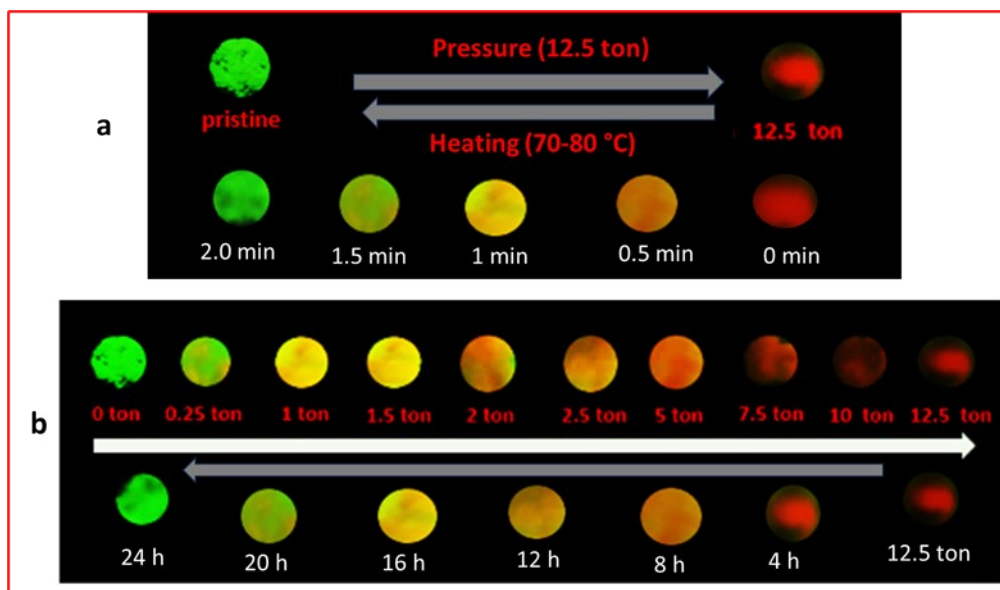 a
Pressure (12.5 ton)
pristine
12.5 ton
Heating (70-80 °C)
2.0 min 1.5 min 1 min 0.5 min 0 min
b
0 ton 0.25 ton 1 ton 1.5 ton 2 ton 2.5 ton 5 ton 7.5 ton 10 ton 12.5 ton
24 h 20 h 16 h 12 h 8 h 4 h 12.5 ton